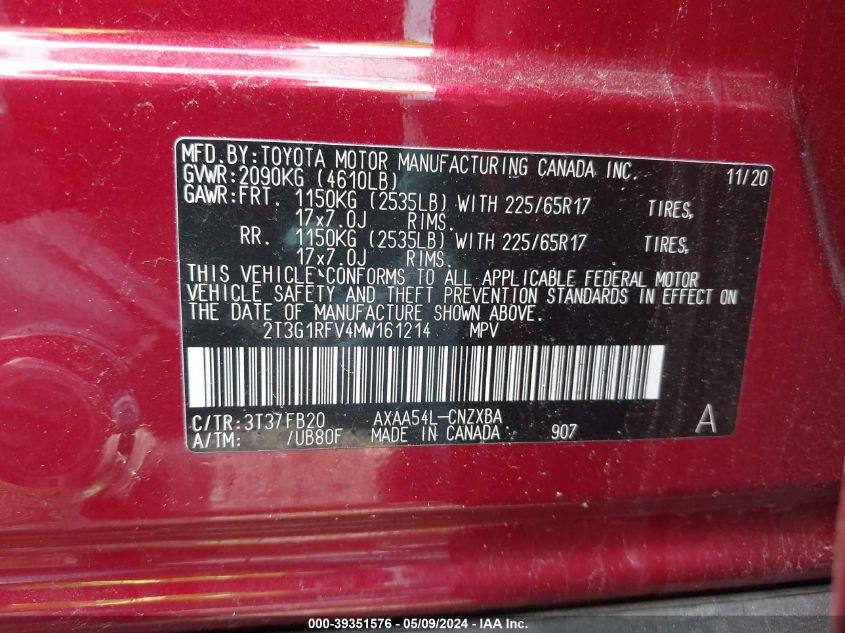 MFD.BY:TOYOTA MOTOR MANUFACTURING CANADA INC. 11/20
GVWR:2090KG (4610LB)
GAWR:FRT. 1150KG (2535LB) WITH 225/65R17 TIRES,
17x7.0J RIMS.
RR. 1150KG (2535LB) WITH 225/65R17 TIRES,
17x7.0J RIMS.
THIS VEHICLE CONFORMS TO ALL APPLICABLE FEDERAL MOTOR
VEHICLE SAFETY AND THEFT PREVENTION STANDARDS IN EFFECT ON
THE DATE OF MANUFACTURE SHOWN ABOVE.
2T3G1RFV4MW161214 MPV
C/TR:3T37FB20 AXAA54L-CNZXBA
A/TM: /UB80F MADE IN CANADA 907 A
000-39351576 - 05/09/2024 - IAA Inc.